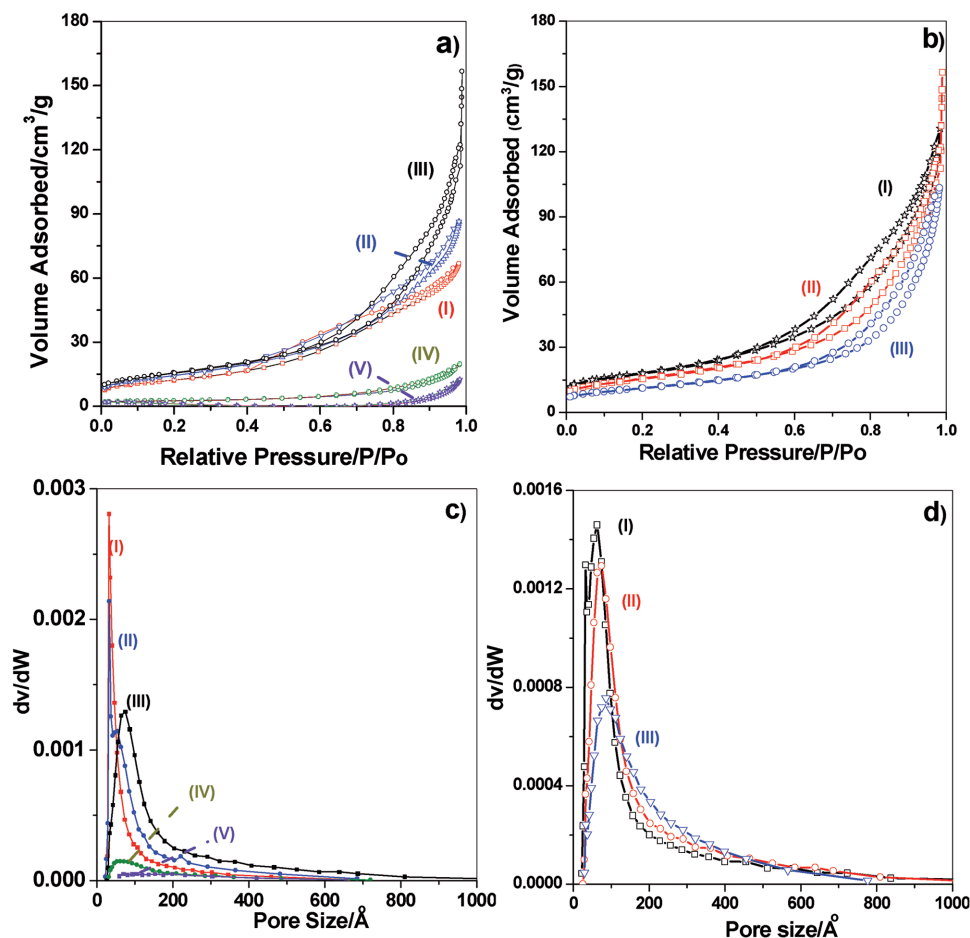 a)
180
150
120
90
60
30
0
Volume Adsorbed/cm³/g
(III)
(II)
(I)
(IV)
(V)
0.0 0.2 0.4 0.6 0.8 1.0
Relative Pressure/P/Po
b)
180
150
120
90
60
30
0
Volume Adsorbed (cm³/g)
(I)
(II)
(III)
0.0 0.2 0.4 0.6 0.8 1.0
Relative Pressure/P/Po
c)
0.003
0.002
0.001
0.000
dv/dW
(I)
(II)
(III)
(IV)
(V)
0 200 400 600 800 1000
Pore Size/Å
d)
0.0016
0.0012
0.0008
0.0004
0.0000
dv/dW
(I)
(II)
(III)
0 200 400 600 800 1000
Pore size/Å